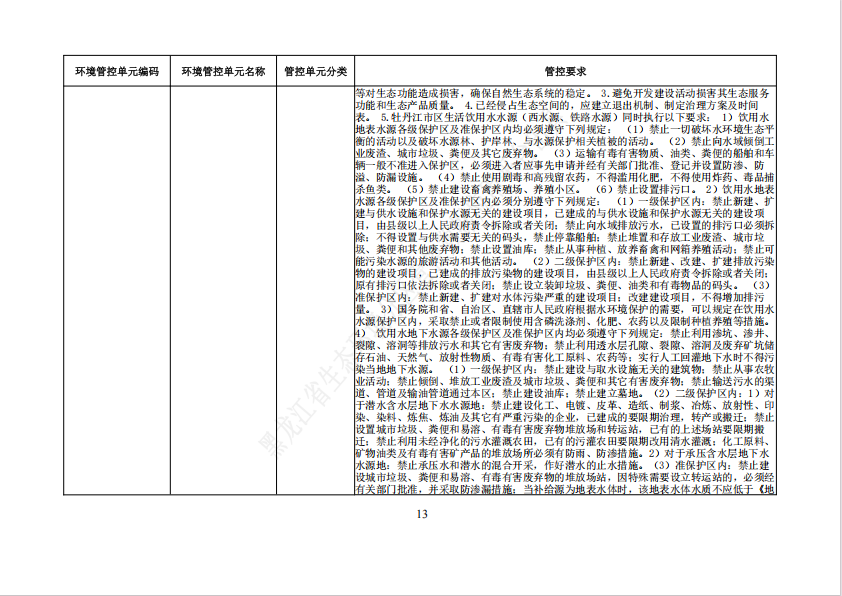 环境管控单元编码 环境管控单元名称 管控单元分类 管控要求
等对生态功能造成损害，确保自然生态系统的稳定。 3.避免开发建设活动损害其生态服务
功能和生态产品质量。 4.已经侵占生态空间的，应建立退出机制、制定治理方案及时间
表。 5.牡丹江市区生活饮用水水源（西水源、铁路水源）同时执行以下要求： 1）饮用水
地表水源各级保护区及准保护区内均必须遵守下列规定： （1）禁止一切破坏水环境生态平
衡的活动以及破坏水源林、护岸林、与水源保护相关植被的活动。 （2）禁止向水域倾倒工
业废渣、城市垃圾、粪便及其它废弃物。 （3）运输有毒有害物质、油类、粪便的船舶和车
辆一般不准进入保护区，必须进入者应事先申请并经有关部门批准、登记并设置防渗、防
溢、防漏设施。 （4）禁止使用剧毒和高残留农药，不得滥用化肥，不得使用炸药、毒品捕
杀鱼类。 （5）禁止建设畜禽养殖场、养殖小区。 （6）禁止设置排污口。 2）饮用水地表
水源各级保护区及准保护区内必须分别遵守下列规定： （1）一级保护区内：禁止新建、扩
建与供水设施和保护水源无关的建设项目，已建成的与供水设施和保护水源无关的建设项
目，由县级以上人民政府责令拆除或者关闭；禁止向水域排放污水，已设置的排污口必须拆
除；不得设置与供水需要无关的码头，禁止停靠船舶；禁止堆置和存放工业废渣、城市垃
圾、粪便和其他废弃物；禁止设置油库；禁止从事种植、放养畜禽和网箱养殖活动；禁止可
能污染水源的旅游活动和其他活动。 （2）二级保护区内：禁止新建、改建、扩建排放污染
物的建设项目，已建成的排放污染物的建设项目，由县级以上人民政府责令拆除或者关闭；
原有排污口依法拆除或者关闭；禁止设立装卸垃圾、粪便、油类和有毒物品的码头。 （3）
准保护区内：禁止新建、扩建对水体污染严重的建设项目；改建建设项目，不得增加排污
量。 3）国务院和省、自治区、直辖市人民政府根据水环境保护的需要，可以规定在饮用水
水源保护区内，采取禁止或者限制使用含磷洗涤剂、化肥、农药以及限制种植养殖等措施。
4） 饮用水地下水源各级保护区及准保护区内均必须遵守下列规定：禁止利用渗坑、渗井、
裂隙、溶洞等排放污水和其它有害废弃物；禁止利用透水层孔隙、裂隙、溶洞及废弃矿坑储
存石油、天然气、放射性物质、有毒有害化工原料、农药等；实行人工回灌地下水时不得污
染当地地下水源。 （1）一级保护区内：禁止建设与取水设施无关的建筑物；禁止从事农牧
业活动；禁止倾倒、堆放工业废渣及城市垃圾、粪便和其它有害废弃物；禁止输送污水的渠
道、管道及输油管道通过本区；禁止建设油库；禁止建立墓地。（2）二级保护区内：1）对
于潜水含水层地下水水源地：禁止建设化工、电镀、皮革、造纸、制浆、冶炼、放射性、印
染、染料、炼焦、炼油及其它有严重污染的企业，已建成的要限期治理，转产或搬迁；禁止
设置城市垃圾、粪便和易溶、有毒有害废弃物堆放场和转运站，已有的上述场站要限期搬
迁；禁止利用未经净化的污水灌溉农田，已有的污灌农田要限期改用清水灌溉；化工原料、
矿物油类及有毒有害矿产品的堆放场所必须有防雨、防渗措施。2）对于承压含水层地下水
水源地：禁止承压水和潜水的混合开采，作好潜水的止水措施。（3）准保护区内：禁止建
设城市垃圾、粪便和易溶、有毒有害废弃物的堆放场站，因特殊需要设立转运站的，必须经
有关部门批准，并采取防渗漏措施；当补给源为地表水体时，该地表水体水质不应低于《地
黑龙江省生态
13